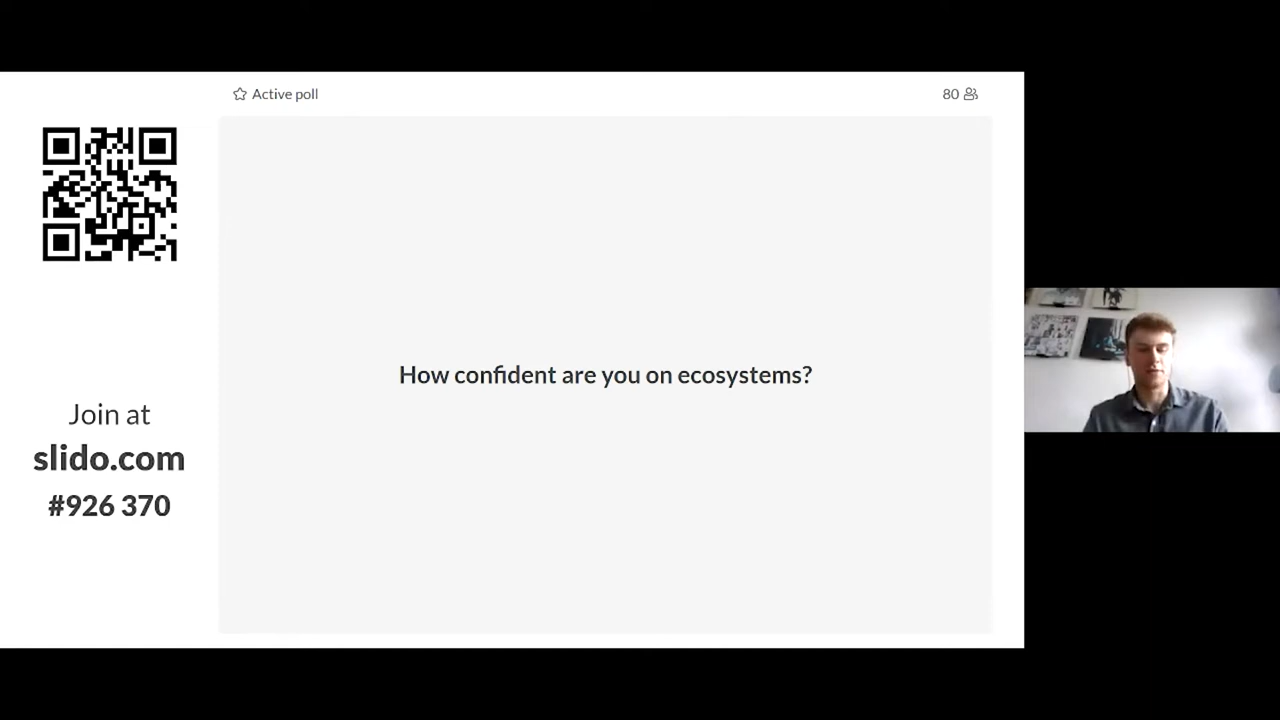 Active poll
80
How confident are you on ecosystems?
Join at
slido.com
#926 370